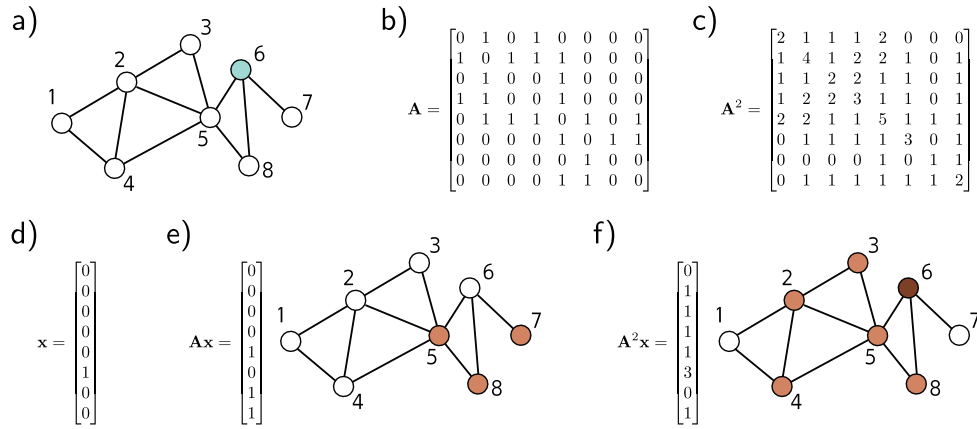 a)
1
2
3
4
5
6
7
8
b)
A =
0 1 0 1 0 0 0 0
1 0 1 1 1 0 0 0
0 1 0 0 1 0 0 0
1 1 0 0 1 0 0 0
0 1 1 1 0 1 0 1
0 0 0 0 1 0 1 1
0 0 0 0 0 1 0 0
0 0 0 0 1 1 0 0
c)
A² =
2 1 1 1 2 0 0 0
1 4 1 2 2 1 0 1
1 1 2 2 1 1 0 1
1 2 2 3 1 1 0 1
2 2 1 1 5 1 1 1
0 1 1 1 1 3 0 1
0 0 0 0 1 0 1 1
0 1 1 1 1 1 1 2
d)
x =
0
0
0
0
0
1
0
0
e)
Ax =
0
0
0
0
1
0
1
1
1
2
3
4
5
6
7
8
f)
A²x =
0
1
1
1
1
3
0
1
1
2
3
4
5
6
7
8